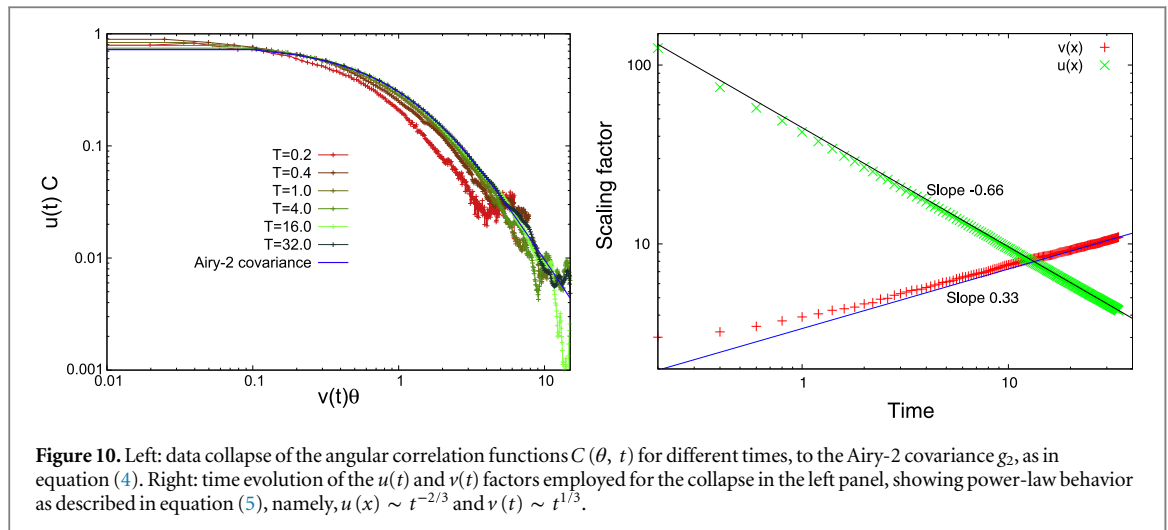 1
0.1
0.01
0.001
u(t) C
T=0.2
T=0.4
T=1.0
T=4.0
T=16.0
T=32.0
Airy-2 covariance
0.01
0.1
1
10
v(t)θ
100
10
Scaling factor
v(x)
u(x)
Slope -0.66
Slope 0.33
1
10
Time
Figure 10. Left: data collapse of the angular correlation functions C (θ, t) for different times, to the Airy-2 covariance g₂, as in
equation (4). Right: time evolution of the u(t) and v(t) factors employed for the collapse in the left panel, showing power-law behavior
as described in equation (5), namely, u (x) ∼ t^{−2/3} and v (t) ∼ t^{1/3}.